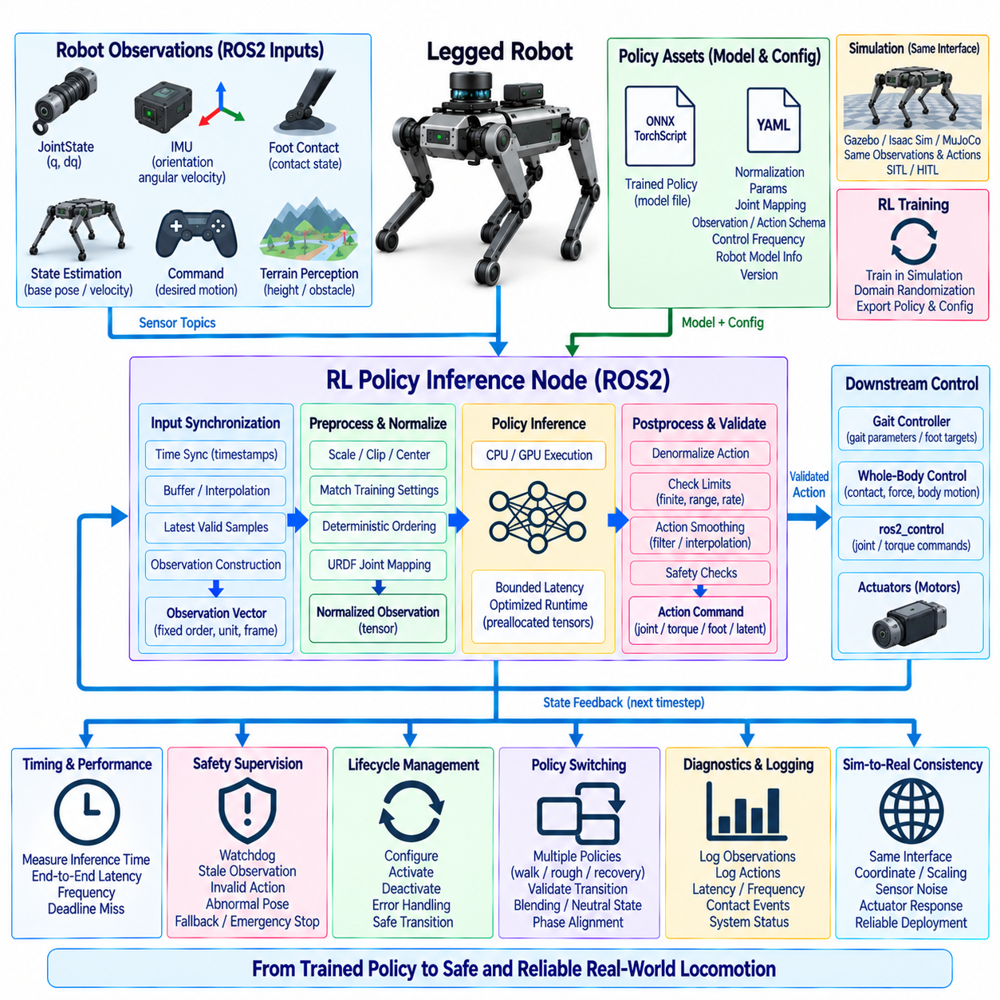 Robot Observations (ROS2 Inputs)
JointState
(q, dq)
IMU
(orientation
angular velocity)
Foot Contact
(contact state)
State Estimation
(base pose / velocity)
Command
(desired motion)
Terrain Perception
(height / obstacle)
Legged Robot
Policy Assets (Model & Config)
ONNX
TorchScript
Trained Policy
(model file)
YAML
Normalization
Params
Joint Mapping
Observation / Action Schema
Control Frequency
Robot Model Info
Version
Simulation (Same Interface)
Gazebo / Isaac Sim / MuJoCo
Same Observations & Actions
SITL / HITL
RL Training
Train in Simulation
Domain Randomization
Export Policy & Config
Sensor Topics
Model + Config
RL Policy Inference Node (ROS2)
Input Synchronization
Time Sync (timestamps)
Buffer / Interpolation
Latest Valid Samples
Observation Construction
Observation Vector
(fixed order, unit, frame)
Preprocess & Normalize
Scale / Clip / Center
Match Training Settings
Deterministic Ordering
URDF Joint Mapping
Normalized Observation
(tensor)
Policy Inference
CPU / GPU Execution
Bounded Latency
Optimized Runtime
(preallocated tensors)
Postprocess & Validate
Denormalize Action
Check Limits
(finite, range, rate)
Action Smoothing
(filter / interpolation)
Safety Checks
Action Command
(joint / torque / foot / latent)
Validated
Action
Downstream Control
Gait Controller
(gait parameters / foot targets)
Whole-Body Control
(contact, force, body motion)
ros2_control
(joint / torque commands)
Actuators (Motors)
State Feedback (next timestep)
Timing & Performance
Measure Inference Time
End-to-End Latency
Frequency
Deadline Miss
Safety Supervision
Watchdog
Stale Observation
Invalid Action
Abnormal Pose
Fallback / Emergency Stop
Lifecycle Management
Configure
Activate
Deactivate
Error Handling
Safe Transition
Policy Switching
Multiple Policies
(walk / rough / recovery)
Validate Transition
Blending / Neutral State
Phase Alignment
Diagnostics & Logging
Log Observations
Log Actions
Latency / Frequency
Contact Events
System Status
Sim-to-Real Consistency
Same Interface
Coordinate / Scaling
Sensor Noise
Actuator Response
Reliable Deployment
From Trained Policy to Safe and Reliable Real-World Locomotion